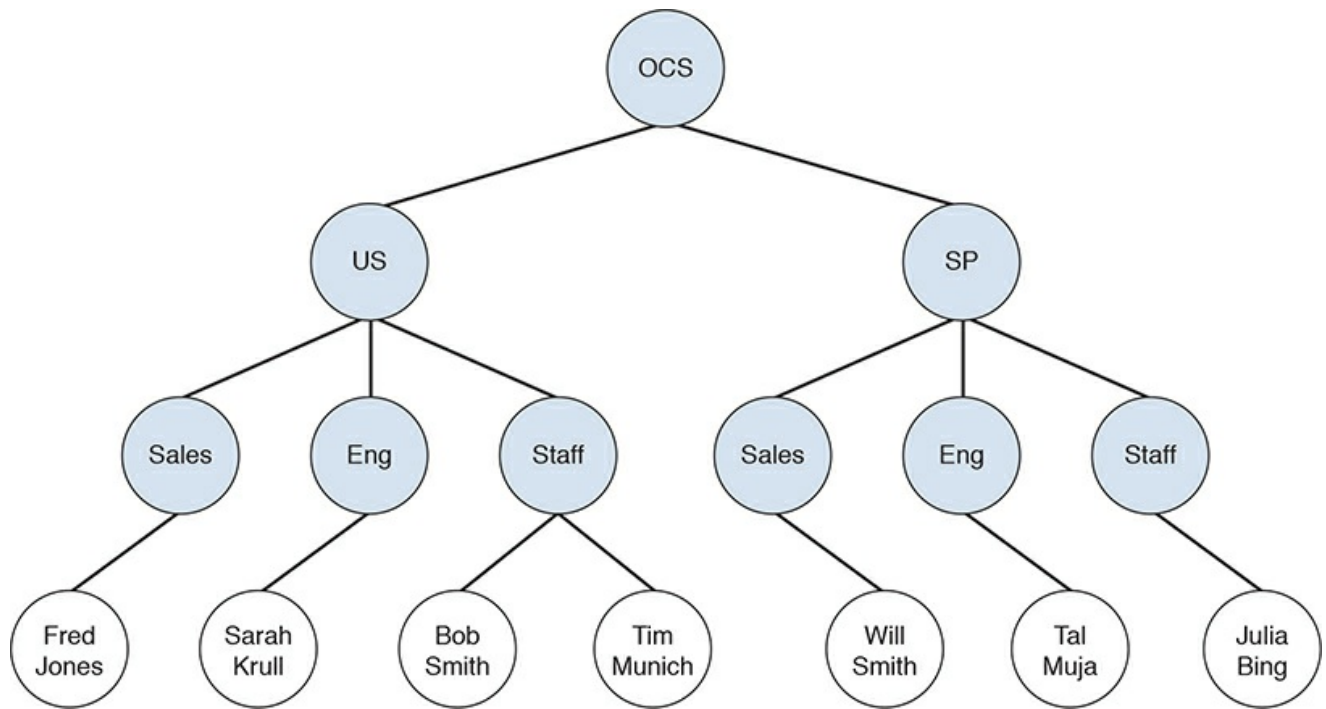 OCS
US
SP
Sales
Eng
Staff
Sales
Eng
Staff
Fred
Jones
Sarah
Krull
Bob
Smith
Tim
Munich
Will
Smith
Tal
Muja
Julia
Bing